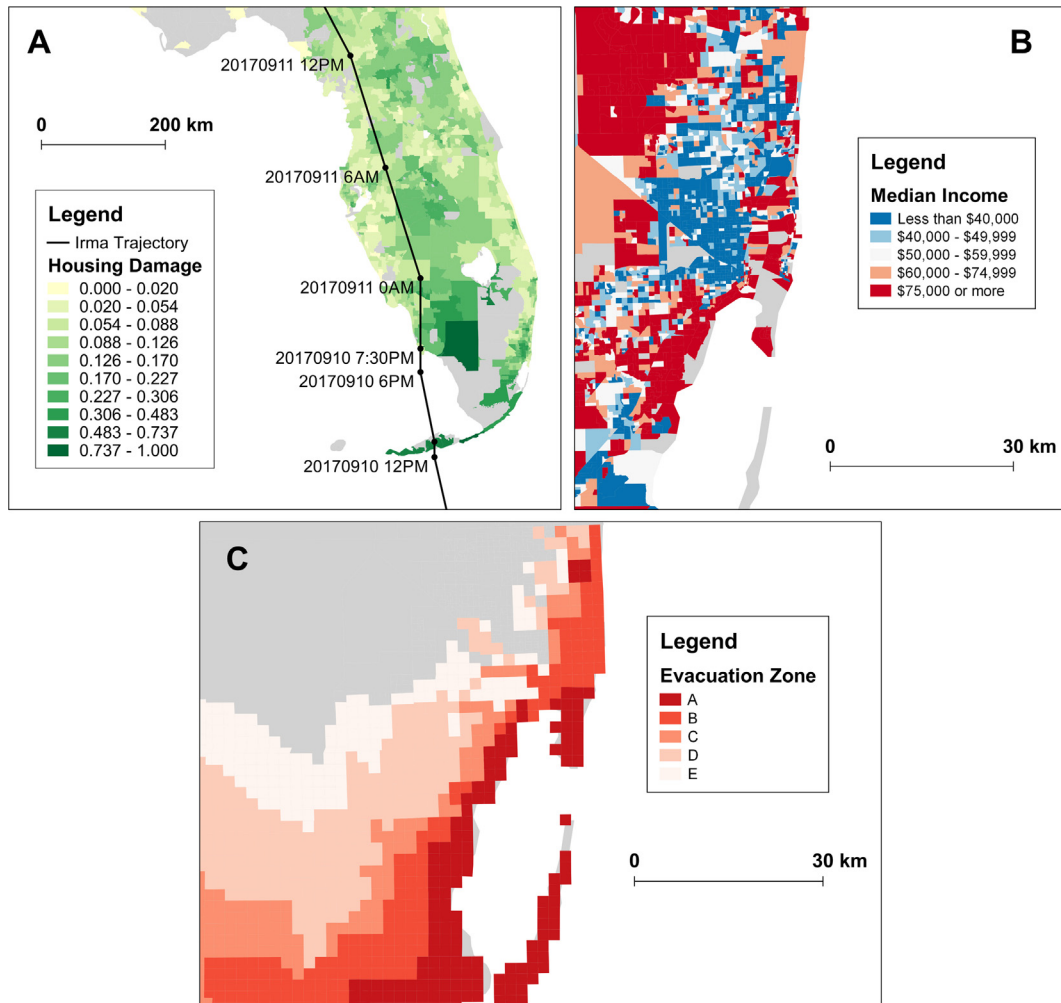 A
20170911 12PM
0 200 km
20170911 6AM
Legend
Irma Trajectory
Housing Damage
0.000 - 0.020
0.020 - 0.054
0.054 - 0.088
0.088 - 0.126
0.126 - 0.170
0.170 - 0.227
0.227 - 0.306
0.306 - 0.483
0.483 - 0.737
0.737 - 1.000
20170911 0AM
20170910 7:30PM
20170910 6PM
20170910 12PM
B
Legend
Median Income
Less than $40,000
$40,000 - $49,999
$50,000 - $59,999
$60,000 - $74,999
$75,000 or more
0 30 km
C
Legend
Evacuation Zone
A
B
C
D
E
0 30 km